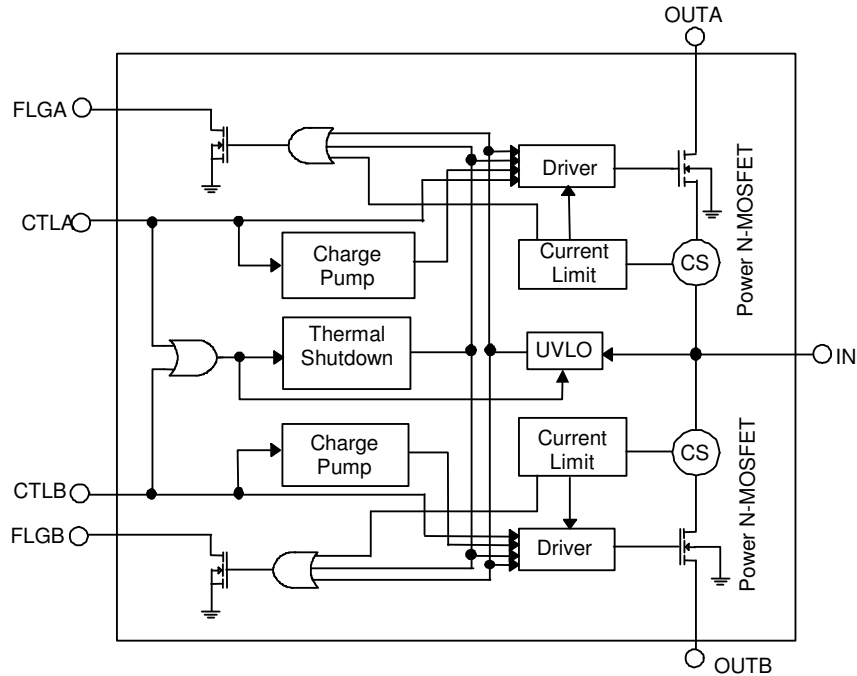 OUTA
FLGA
Driver
CTLA
Charge
Pump
Current
Limit
CS
Power N-MOSFET
Thermal
Shutdown
UVLO
IN
Charge
Pump
Current
Limit
CS
Power N-MOSFET
CTLB
FLGB
Driver
OUTB